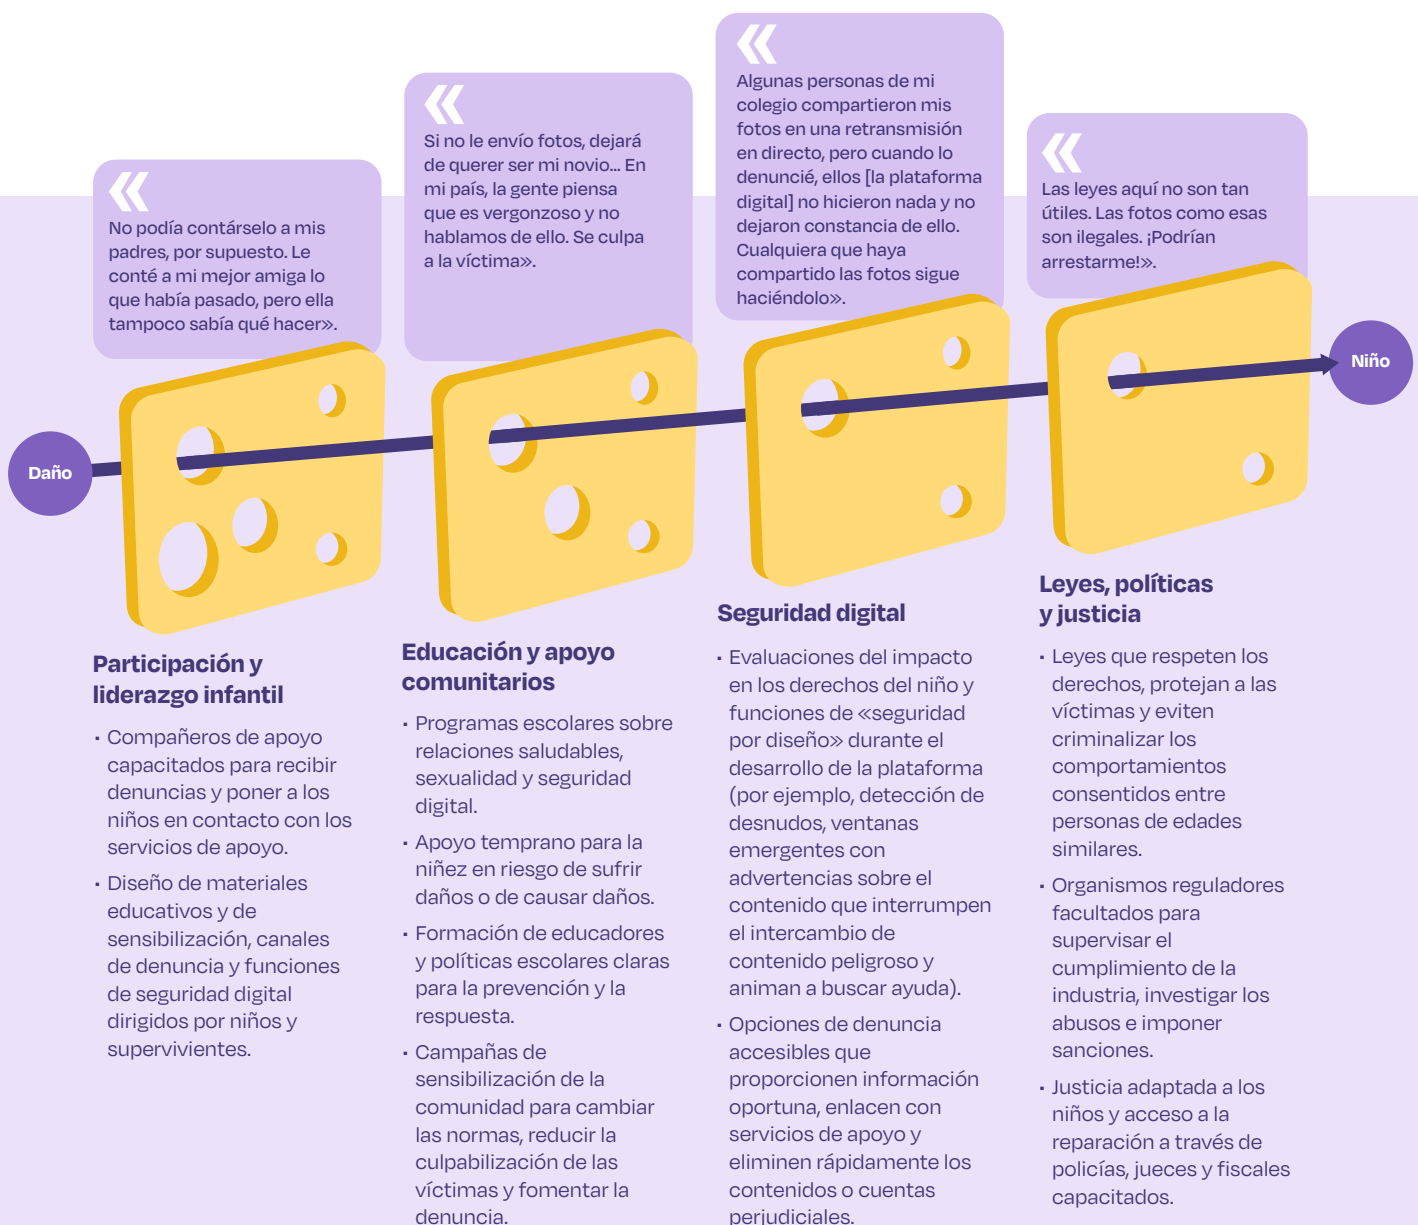 «
No podía contárselo a mis
padres, por supuesto. Le
conté a mi mejor amiga lo
que había pasado, pero ella
tampoco sabía qué hacer».
«
Si no le envío fotos, dejará
de querer ser mi novio... En
mi país, la gente piensa
que es vergonzoso y no
hablamos de ello. Se culpa
a la víctima».
«
Algunas personas de mi
colegio compartieron mis
fotos en una retransmisión
en directo, pero cuando lo
denuncié, ellos [la plataforma
digital] no hicieron nada y no
dejaron constancia de ello.
Cualquiera que haya
compartido las fotos sigue
haciéndolo».
«
Las leyes aquí no son tan
útiles. Las fotos como esas
son ilegales. ¡Podrían
arrestarme!».
Daño
Niño
Participación y
liderazgo infantil
· Compañeros de apoyo
capacitados para recibir
denuncias y poner a los
niños en contacto con los
servicios de apoyo.
· Diseño de materiales
educativos y de
sensibilización, canales
de denuncia y funciones
de seguridad digital
dirigidos por niños y
supervivientes.
Educación y apoyo
comunitarios
· Programas escolares sobre
relaciones saludables,
sexualidad y seguridad
digital.
· Apoyo temprano para la
niñez en riesgo de sufrir
daños o de causar daños.
· Formación de educadores
y políticas escolares claras
para la prevención y la
respuesta.
· Campañas de
sensibilización de la
comunidad para cambiar
las normas, reducir la
culpabilización de las
víctimas y fomentar la
denuncia.
Seguridad digital
· Evaluaciones del impacto
en los derechos del niño y
funciones de «seguridad
por diseño» durante el
desarrollo de la plataforma
(por ejemplo, detección de
desnudos, ventanas
emergentes con
advertencias sobre el
contenido que interrumpen
el intercambio de
contenido peligroso y
animan a buscar ayuda).
· Opciones de denuncia
accesibles que
proporcionen información
oportuna, enlacen con
servicios de apoyo y
eliminen rápidamente los
contenidos o cuentas
perjudiciales.
Leyes, políticas
y justicia
· Leyes que respeten los
derechos, protejan a las
víctimas y eviten
criminalizar los
comportamientos
consentidos entre
personas de edades
similares.
· Organismos reguladores
facultados para
supervisar el
cumplimiento de la
industria, investigar los
abusos e imponer
sanciones.
· Justicia adaptada a los
niños y acceso a la
reparación a través de
policías, jueces y fiscales
capacitados.